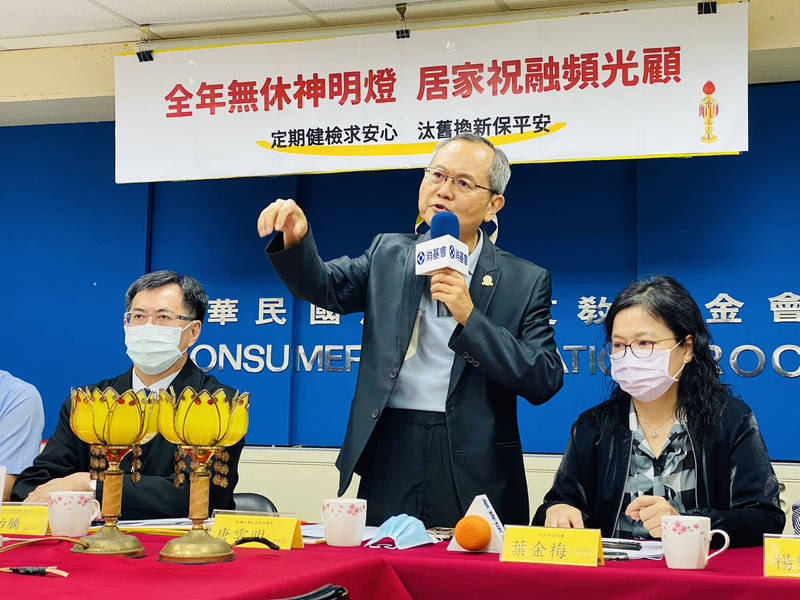 全年無休神明燈 居家祝融頻光顧
定期健檢求安心 汰舊換新保平安
消基會 消基會
華民國
教 金會
ONSUMER ATION ROC
唐雲明
葉金梅
楊